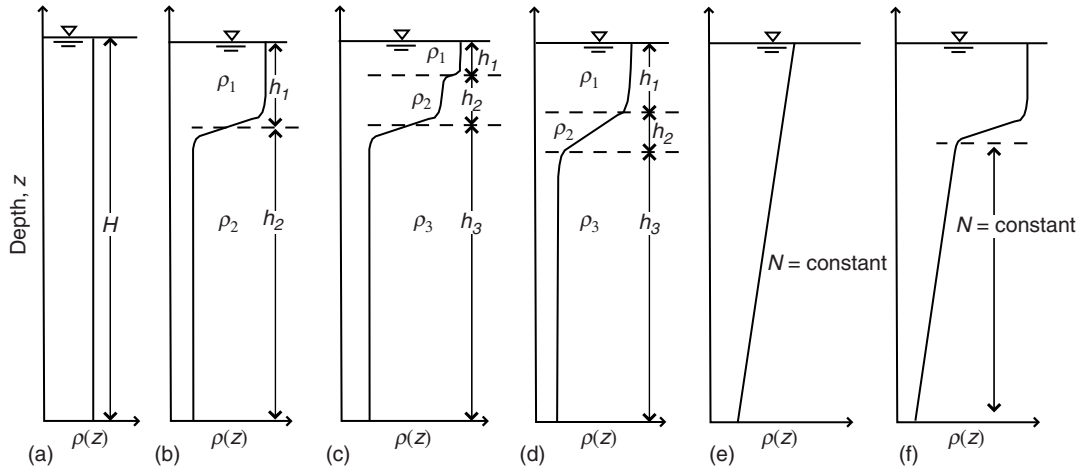 Depth, z
H
(a)
ρ(z)
ρ₁
h₁
ρ₂
h₂
(b)
ρ(z)
ρ₁
h₁
ρ₂
h₂
ρ₃
h₃
(c)
ρ(z)
ρ₁
h₁
ρ₂
h₂
ρ₃
h₃
(d)
ρ(z)
N = constant
(e)
ρ(z)
N = constant
(f)
ρ(z)